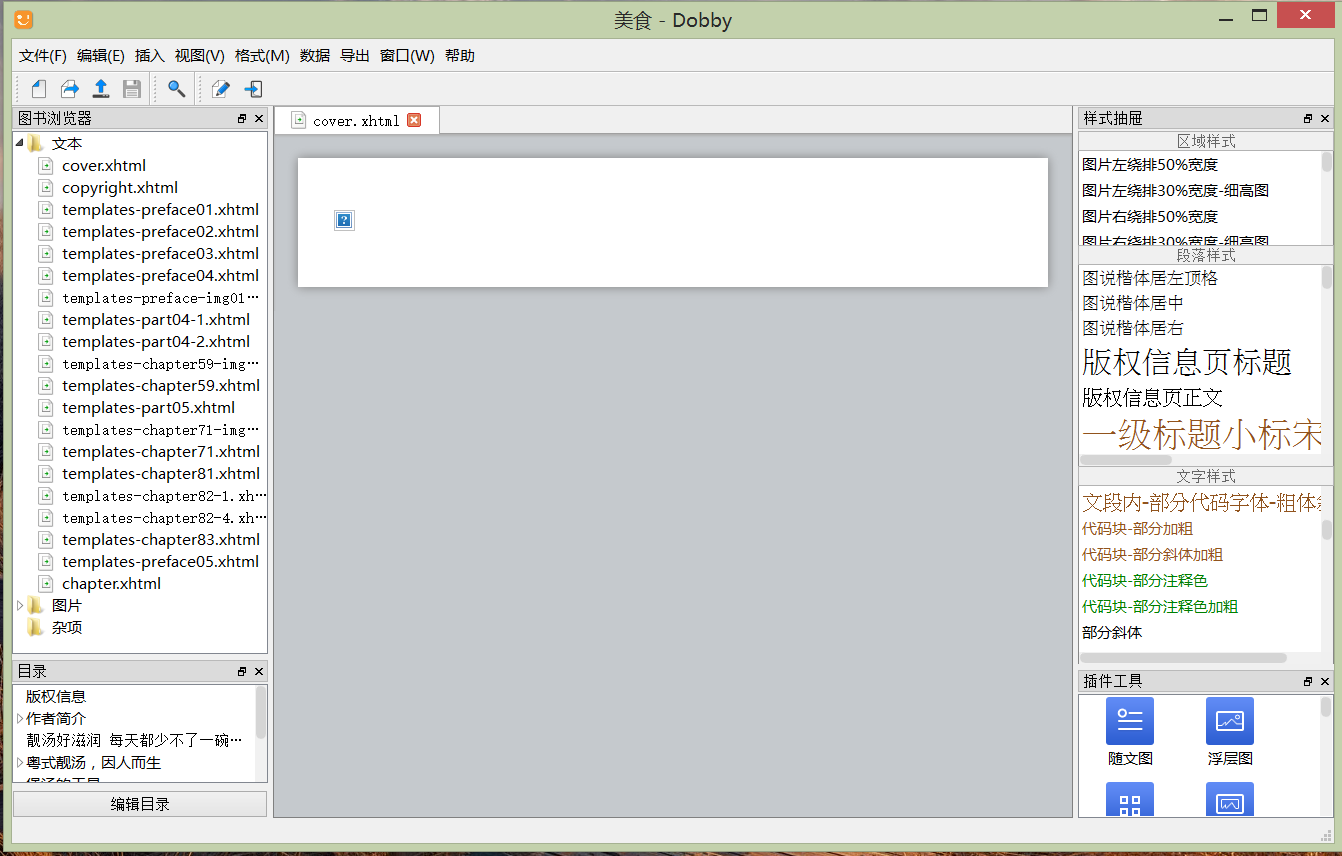 美食 - Dobby
文件(F) 编辑(E) 插入 视图(V) 格式(M) 数据 导出 窗口(W) 帮助
图书浏览器
文本
cover.xhtml
copyright.xhtml
templates-preface01.xhtml
templates-preface02.xhtml
templates-preface03.xhtml
templates-preface04.xhtml
templates-preface-img01…
templates-part04-1.xhtml
templates-part04-2.xhtml
templates-chapter59-img…
templates-chapter59.xhtml
templates-part05.xhtml
templates-chapter71-img…
templates-chapter71.xhtml
templates-chapter81.xhtml
templates-chapter82-1.xh…
templates-chapter82-4.xh…
templates-chapter83.xhtml
templates-preface05.xhtml
chapter.xhtml
图片
杂项
目录
版权信息
作者简介
靓汤好滋润 每天都少不了一碗…
粤式靓汤，因人而生
煲汤的工具
编辑目录
cover.xhtml
样式抽屉
区域样式
图片左绕排50%宽度
图片左绕排30%宽度-细高图
图片右绕排50%宽度
图片右绕排30%宽度-细高图
段落样式
图说楷体居左顶格
图说楷体居中
图说楷体居右
版权信息页标题
版权信息页正文
一级标题小标宋
文字样式
文段内-部分代码字体-粗体斜
代码块-部分加粗
代码块-部分斜体加粗
代码块-部分注释色
代码块-部分注释色加粗
部分斜体
插件工具
随文图 浮层图